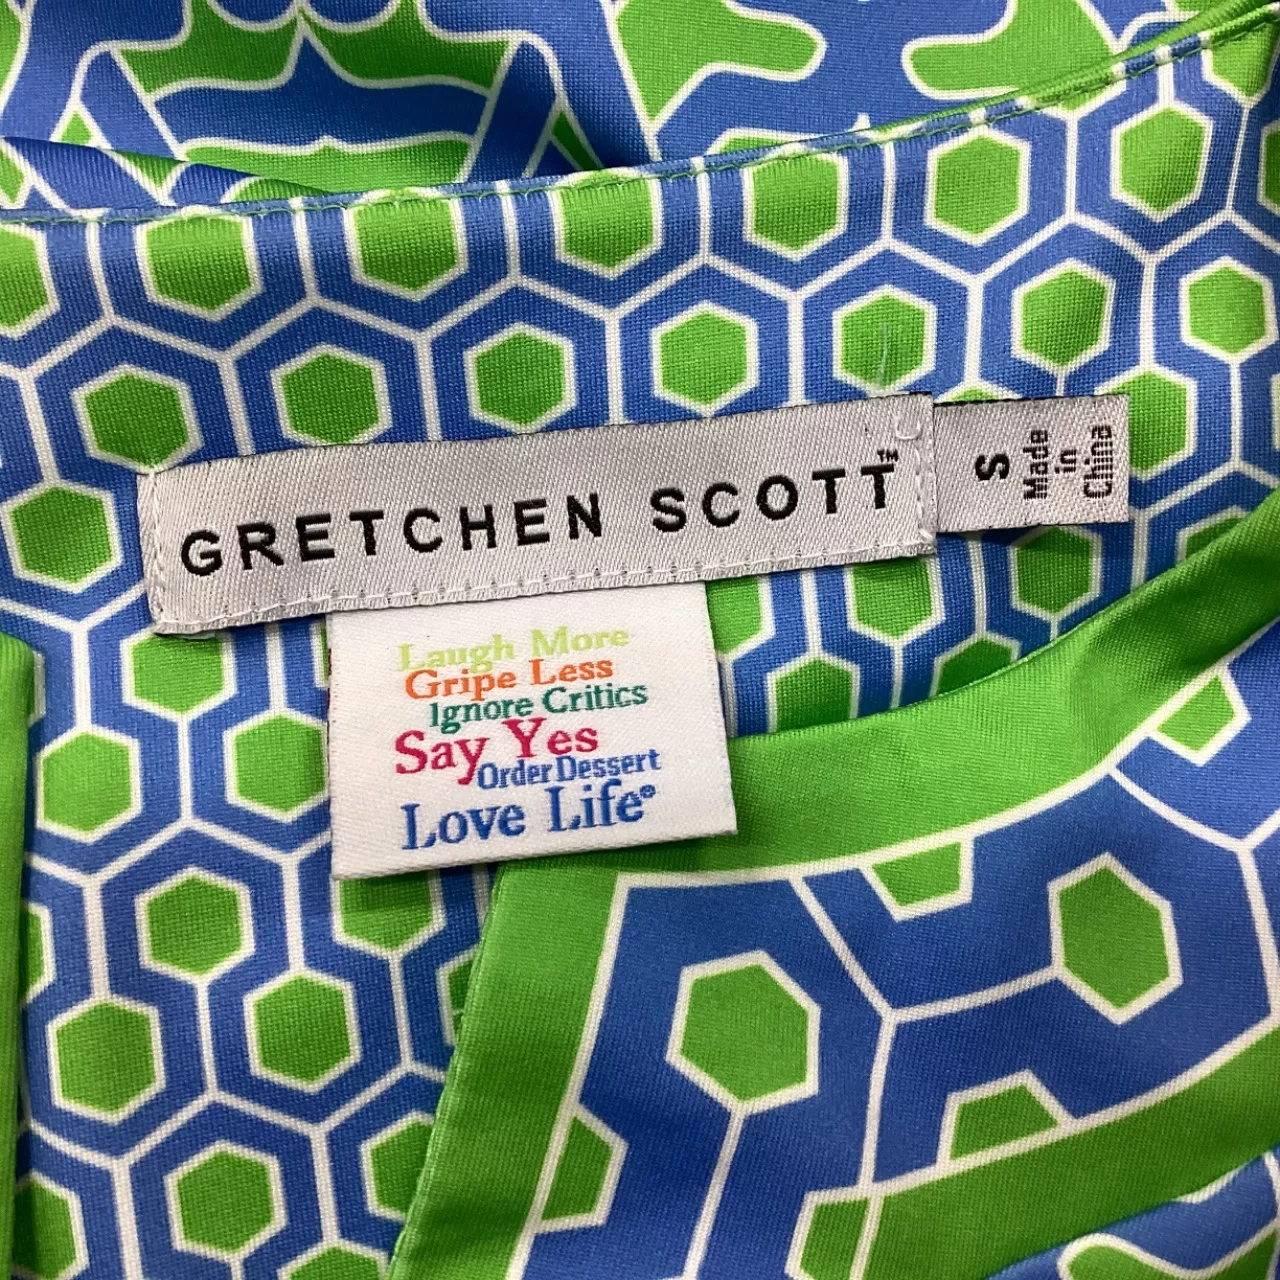 GRETCHEN SCOTT™
S
Made
in
China
Laugh More
Gripe Less
Ignore Critics
Say Yes
Order Dessert
Love Life®